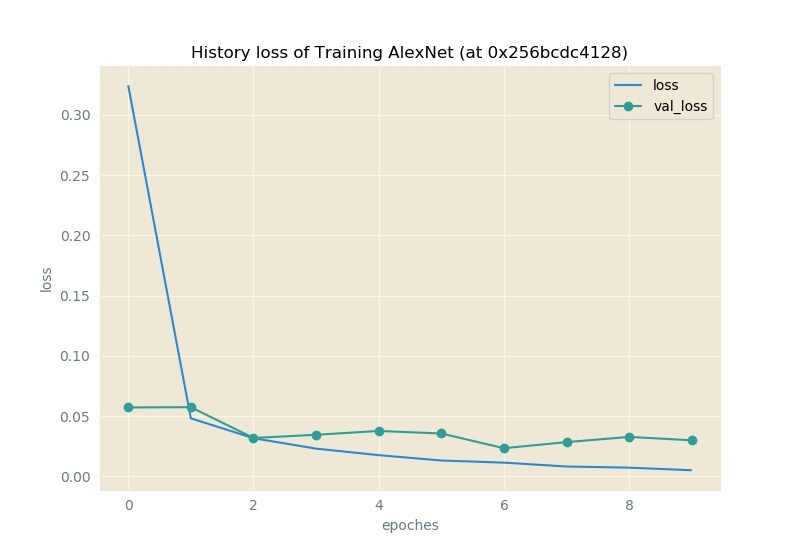 History loss of Training AlexNet (at 0x256bcdc4128)
loss
val_loss
0.30
0.25
0.20
0.15
0.10
0.05
0.00
loss
0 2 4 6 8
epoches